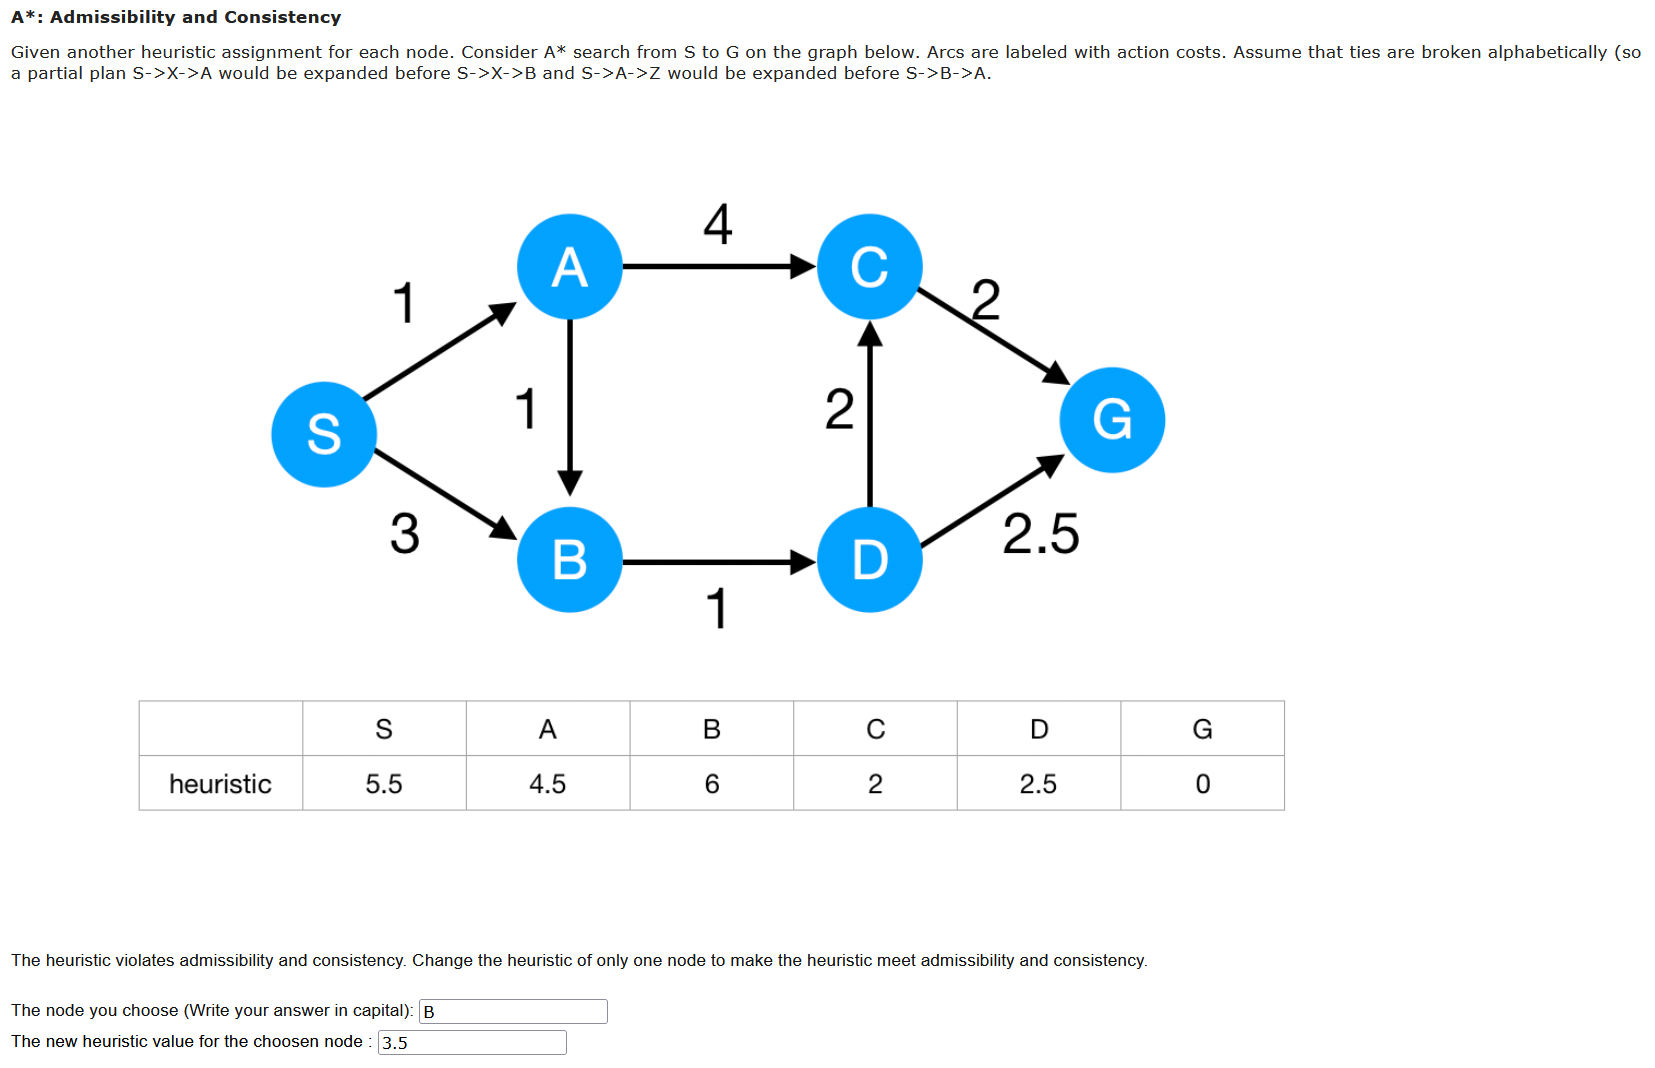 A*: Admissibility and Consistency
Given another heuristic assignment for each node. Consider A* search from S to G on the graph below. Arcs are labeled with action costs. Assume that ties are broken alphabetically (so
a partial plan S->X->A would be expanded before S->X->B and S->A->Z would be expanded before S->B->A.
4
A
C
1
2
1
2
S
G
3
2.5
B
D
1
S A B C D G
heuristic 5.5 4.5 6 2 2.5 0
The heuristic violates admissibility and consistency. Change the heuristic of only one node to make the heuristic meet admissibility and consistency.
The node you choose (Write your answer in capital): B
The new heuristic value for the choosen node : 3.5